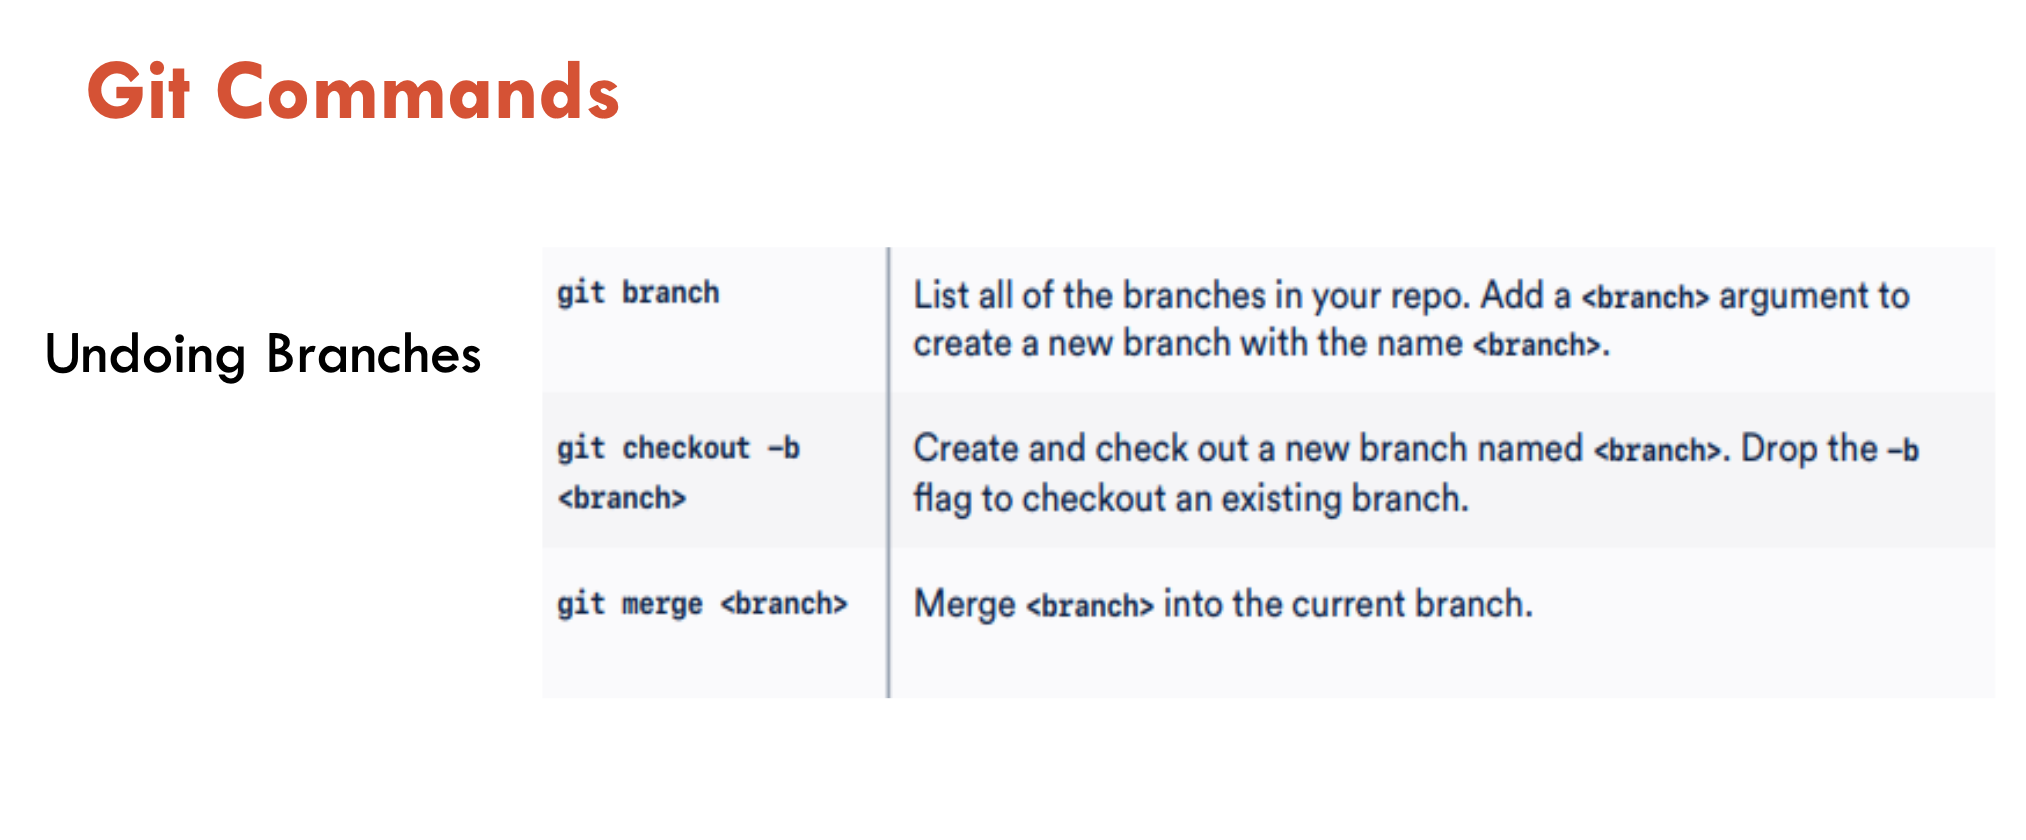 Git Commands
Undoing Branches
git branch
List all of the branches in your repo. Add a <branch> argument to
create a new branch with the name <branch>.
git checkout -b
<branch>
Create and check out a new branch named <branch>. Drop the -b
flag to checkout an existing branch.
git merge <branch>
Merge <branch> into the current branch.